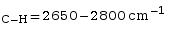 C–H = 2650–2800 cm⁻¹